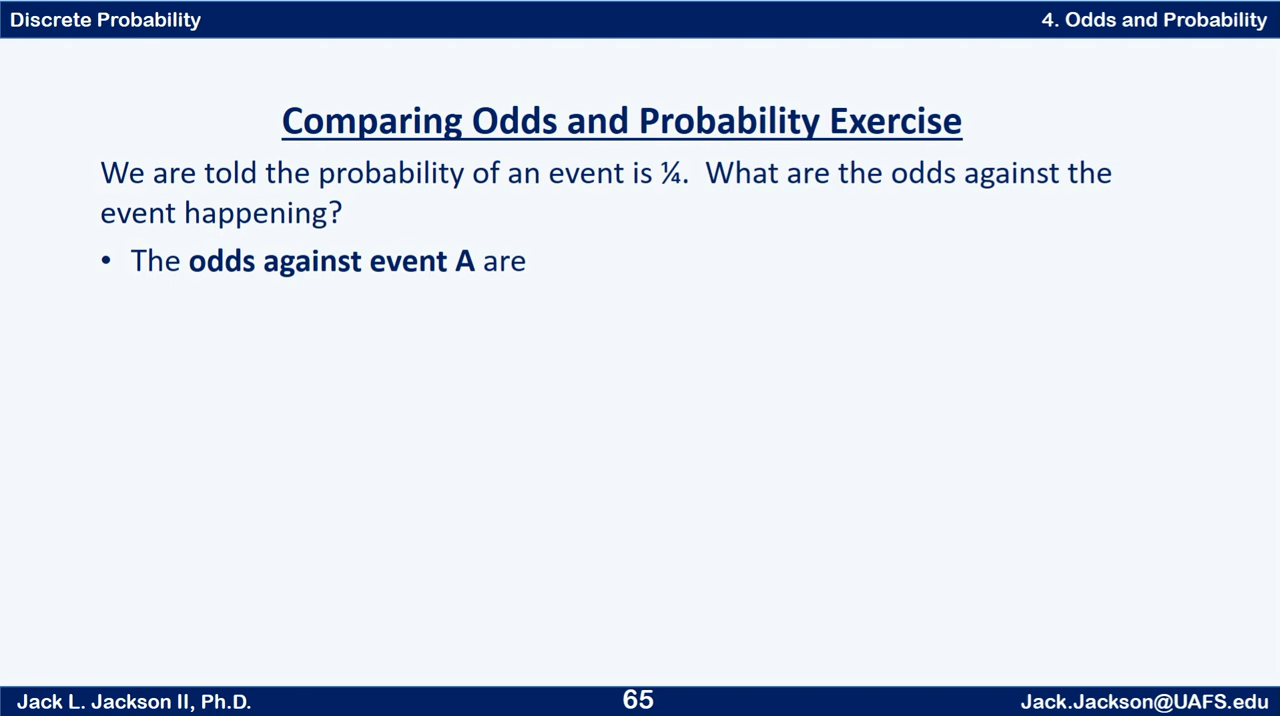 Discrete Probability
4. Odds and Probability
Comparing Odds and Probability Exercise
We are told the probability of an event is ¼.  What are the odds against the
event happening?
• The odds against event A are
Jack L. Jackson II, Ph.D.
65
Jack.Jackson@UAFS.edu